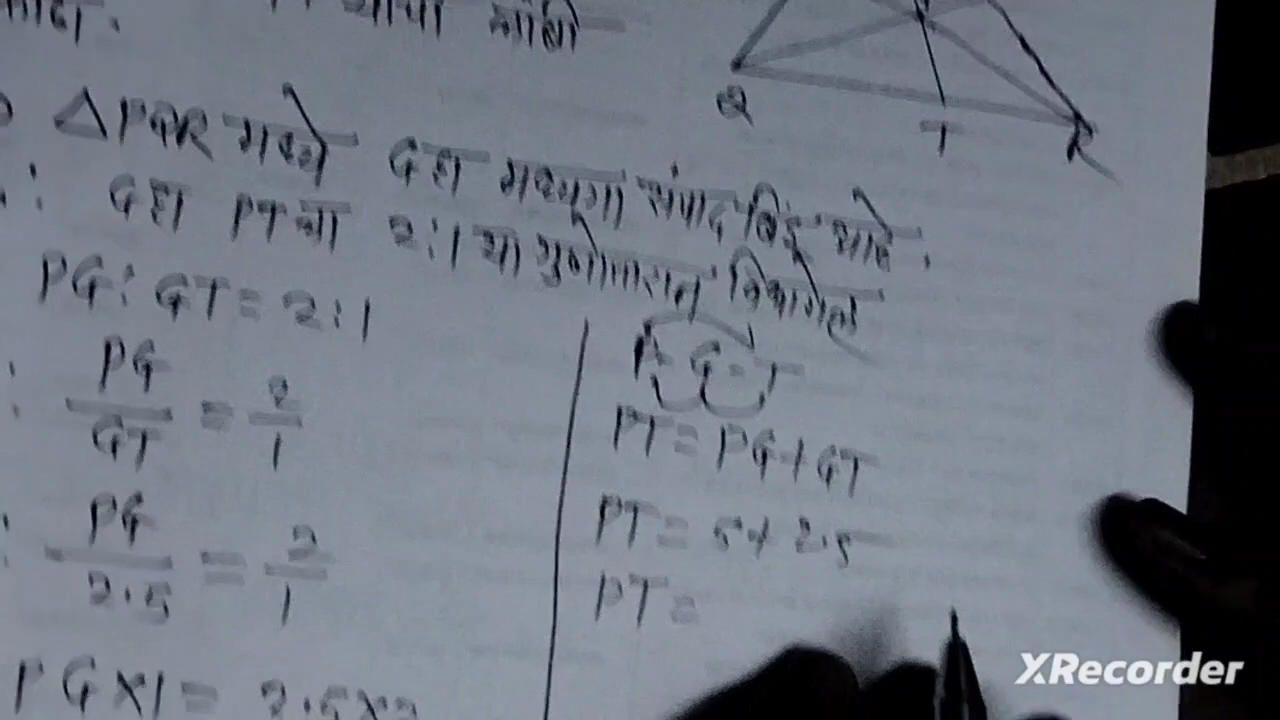 Q
T
R
△PQR मध्ये G हा मध्यगा संपात बिंदू आहे.
G हा PT ला 2:1 या गुणोत्तरात विभागतो
PG : GT = 2 : 1
PG/GT = 2/1
PG/2.5 = 2/1
PG×1 = 2.5×2
P-G-T
PT = PG + GT
PT = 5 + 2.5
PT =
XRecorder